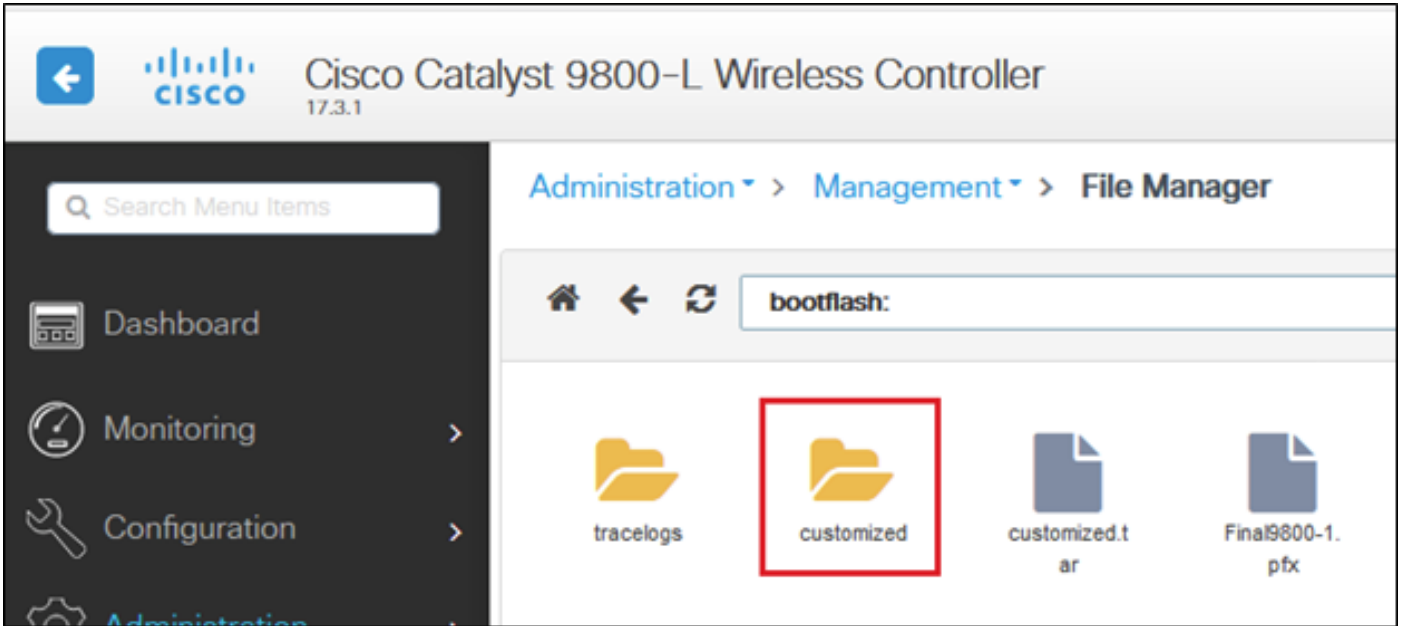 CISCO
Cisco Catalyst 9800-L Wireless Controller
17.3.1
Search Menu Items
Administration > Management > File Manager
bootflash:
Dashboard
Monitoring
Configuration
Administration
tracelogs
customized
customized.t
ar
Final9800-1.
pfx